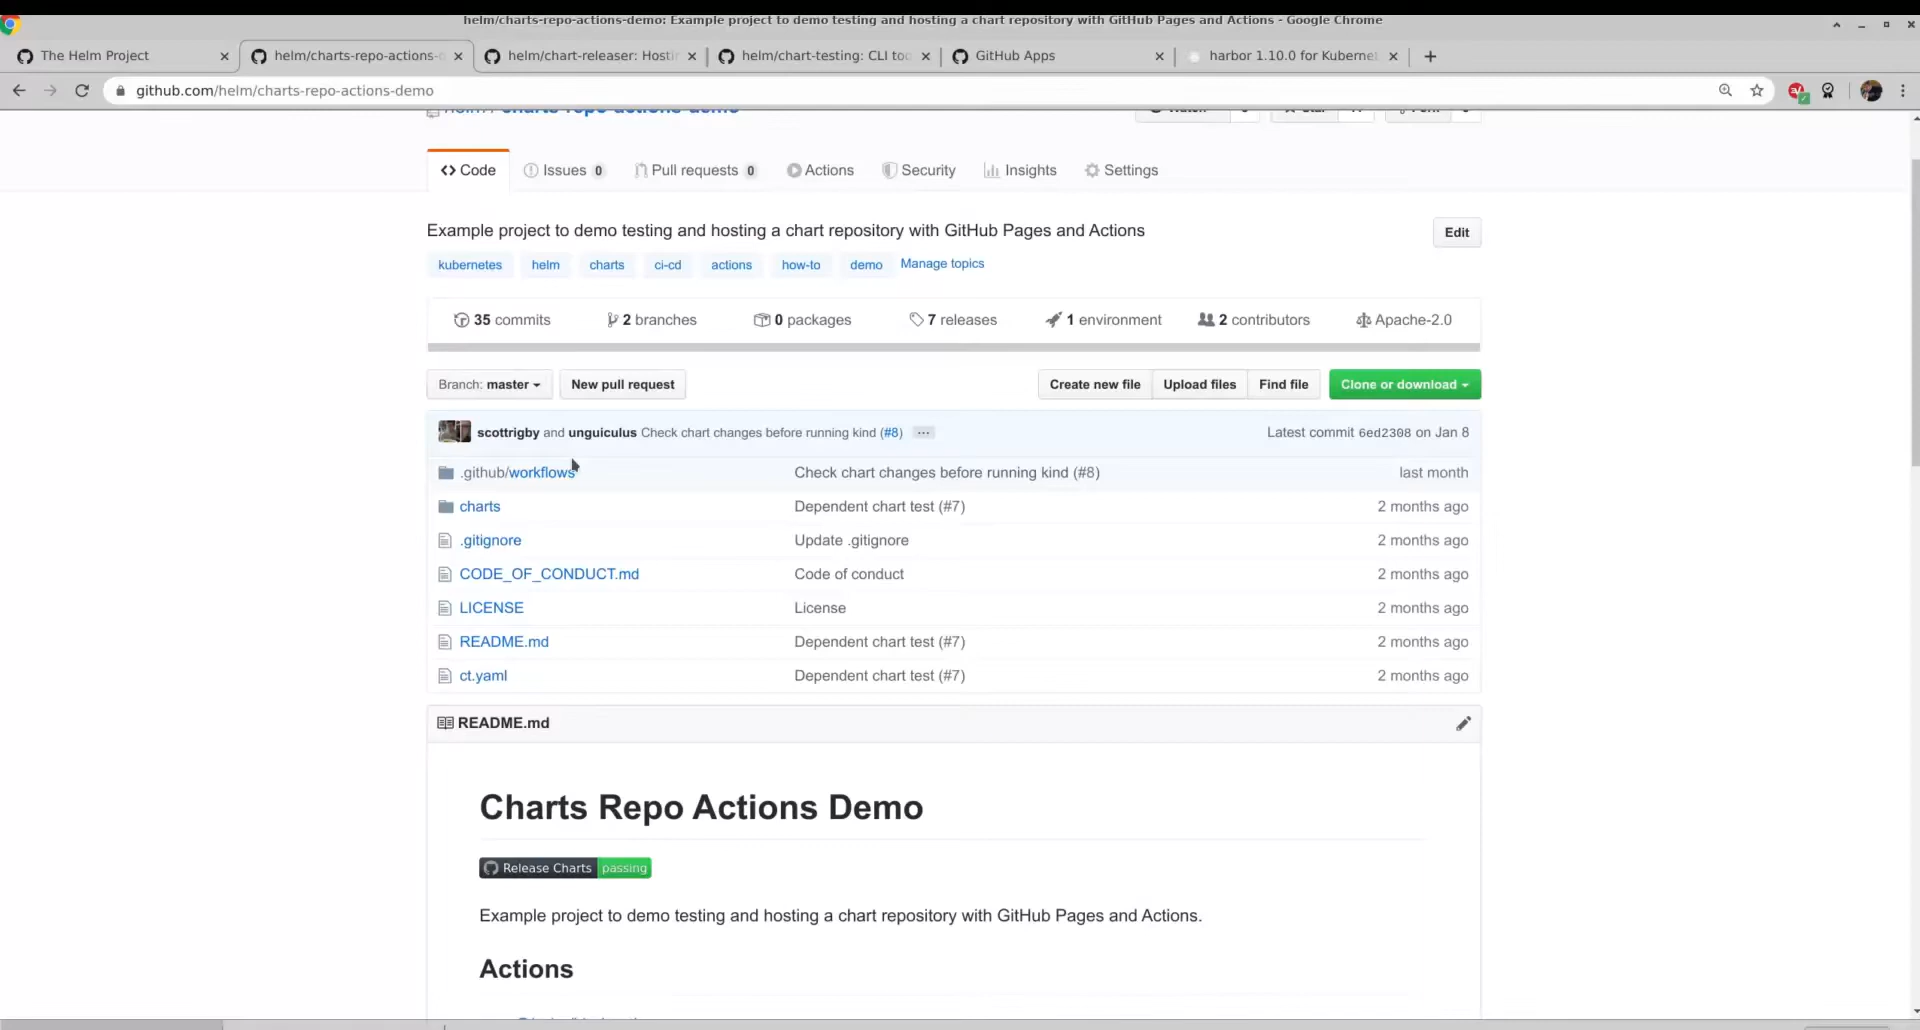 helm/charts-repo-actions-demo: Example project to demo testing and hosting a chart repository with GitHub Pages and Actions - Google Chrome
The Helm Project
helm/charts-repo-actions-
helm/chart-releaser: Hosti
helm/chart-testing: CLI too
GitHub Apps
harbor 1.10.0 for Kuberne
github.com/helm/charts-repo-actions-demo
charts-repo-actions-demo
Code
Issues 0
Pull requests 0
Actions
Security
Insights
Settings
Example project to demo testing and hosting a chart repository with GitHub Pages and Actions
Edit
kubernetes helm charts ci-cd actions how-to demo Manage topics
35 commits
2 branches
0 packages
7 releases
1 environment
2 contributors
Apache-2.0
Branch: master
New pull request
Create new file
Upload files
Find file
Clone or download
scottrigby and unguiculus Check chart changes before running kind (#8) ...
Latest commit 6ed2308 on Jan 8
.github/workflows Check chart changes before running kind (#8) last month
charts Dependent chart test (#7) 2 months ago
.gitignore Update .gitignore 2 months ago
CODE_OF_CONDUCT.md Code of conduct 2 months ago
LICENSE License 2 months ago
README.md Dependent chart test (#7) 2 months ago
ct.yaml Dependent chart test (#7) 2 months ago
README.md
Charts Repo Actions Demo
Release Charts passing
Example project to demo testing and hosting a chart repository with GitHub Pages and Actions.
Actions